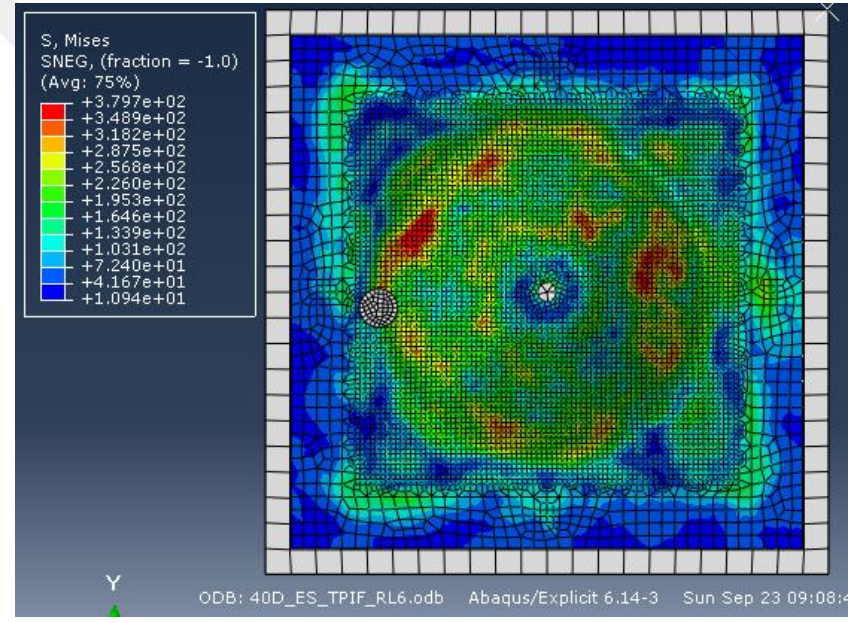 S, Mises
SNEG, (fraction = -1.0)
(Avg: 75%)
+3.797e+02
+3.489e+02
+3.182e+02
+2.875e+02
+2.568e+02
+2.260e+02
+1.953e+02
+1.646e+02
+1.339e+02
+1.031e+02
+7.240e+01
+4.167e+01
+1.094e+01
Y
ODB: 40D_ES_TPIF_RL6.odb Abaqus/Explicit 6.14-3 Sun Sep 23 09:08:4